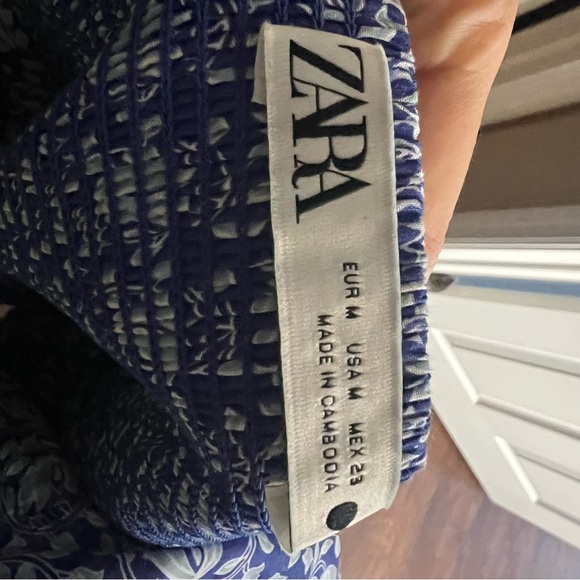 ZARA
EUR M USA M MEX 28
MADE IN CAMBODIA